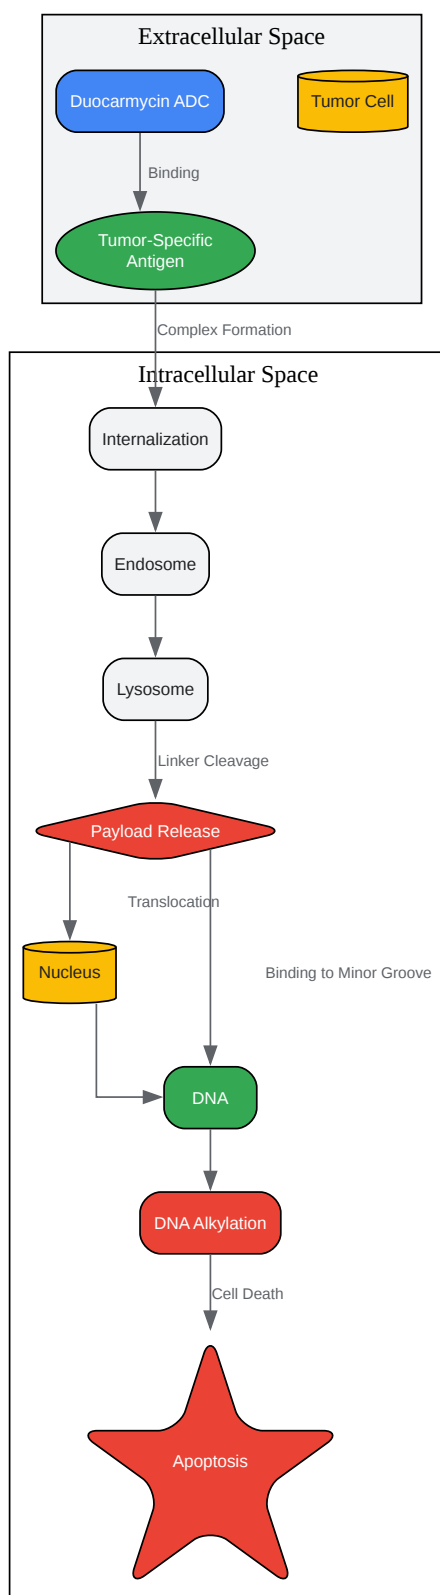 Extracellular Space
Duocarmycin ADC
Tumor Cell
Binding
Tumor-Specific
Antigen
Complex Formation
Intracellular Space
Internalization
Endosome
Lysosome
Linker Cleavage
Payload Release
Translocation
Nucleus
Binding to Minor Groove
DNA
DNA Alkylation
Cell Death
Apoptosis